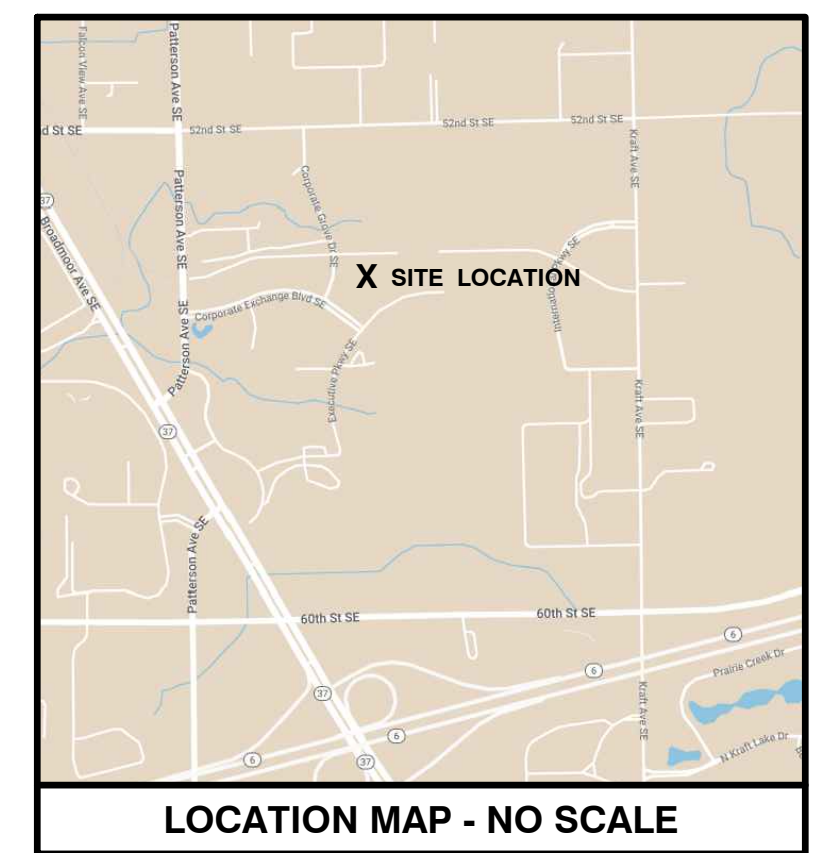 Falcon View Ave SE
Patterson Ave SE
d St SE
52nd St SE
52nd St SE
52nd St SE
Kraft Ave SE
37
Broadmoor Ave SE
Patterson Ave SE
Corporate Grove Dr SE
Pkwy SE
X SITE LOCATION
Internatio
Corporate Exchange Blvd SE
Patterson Ave SE
Executive Pkwy SE
Kraft Ave SE
37
Patterson Ave SE
60th St SE
60th St SE
6
6
Prairie Creek Dr
37
Kraft Ave SE
6
N Kraft Lake Dr
6
37
LOCATION MAP - NO SCALE